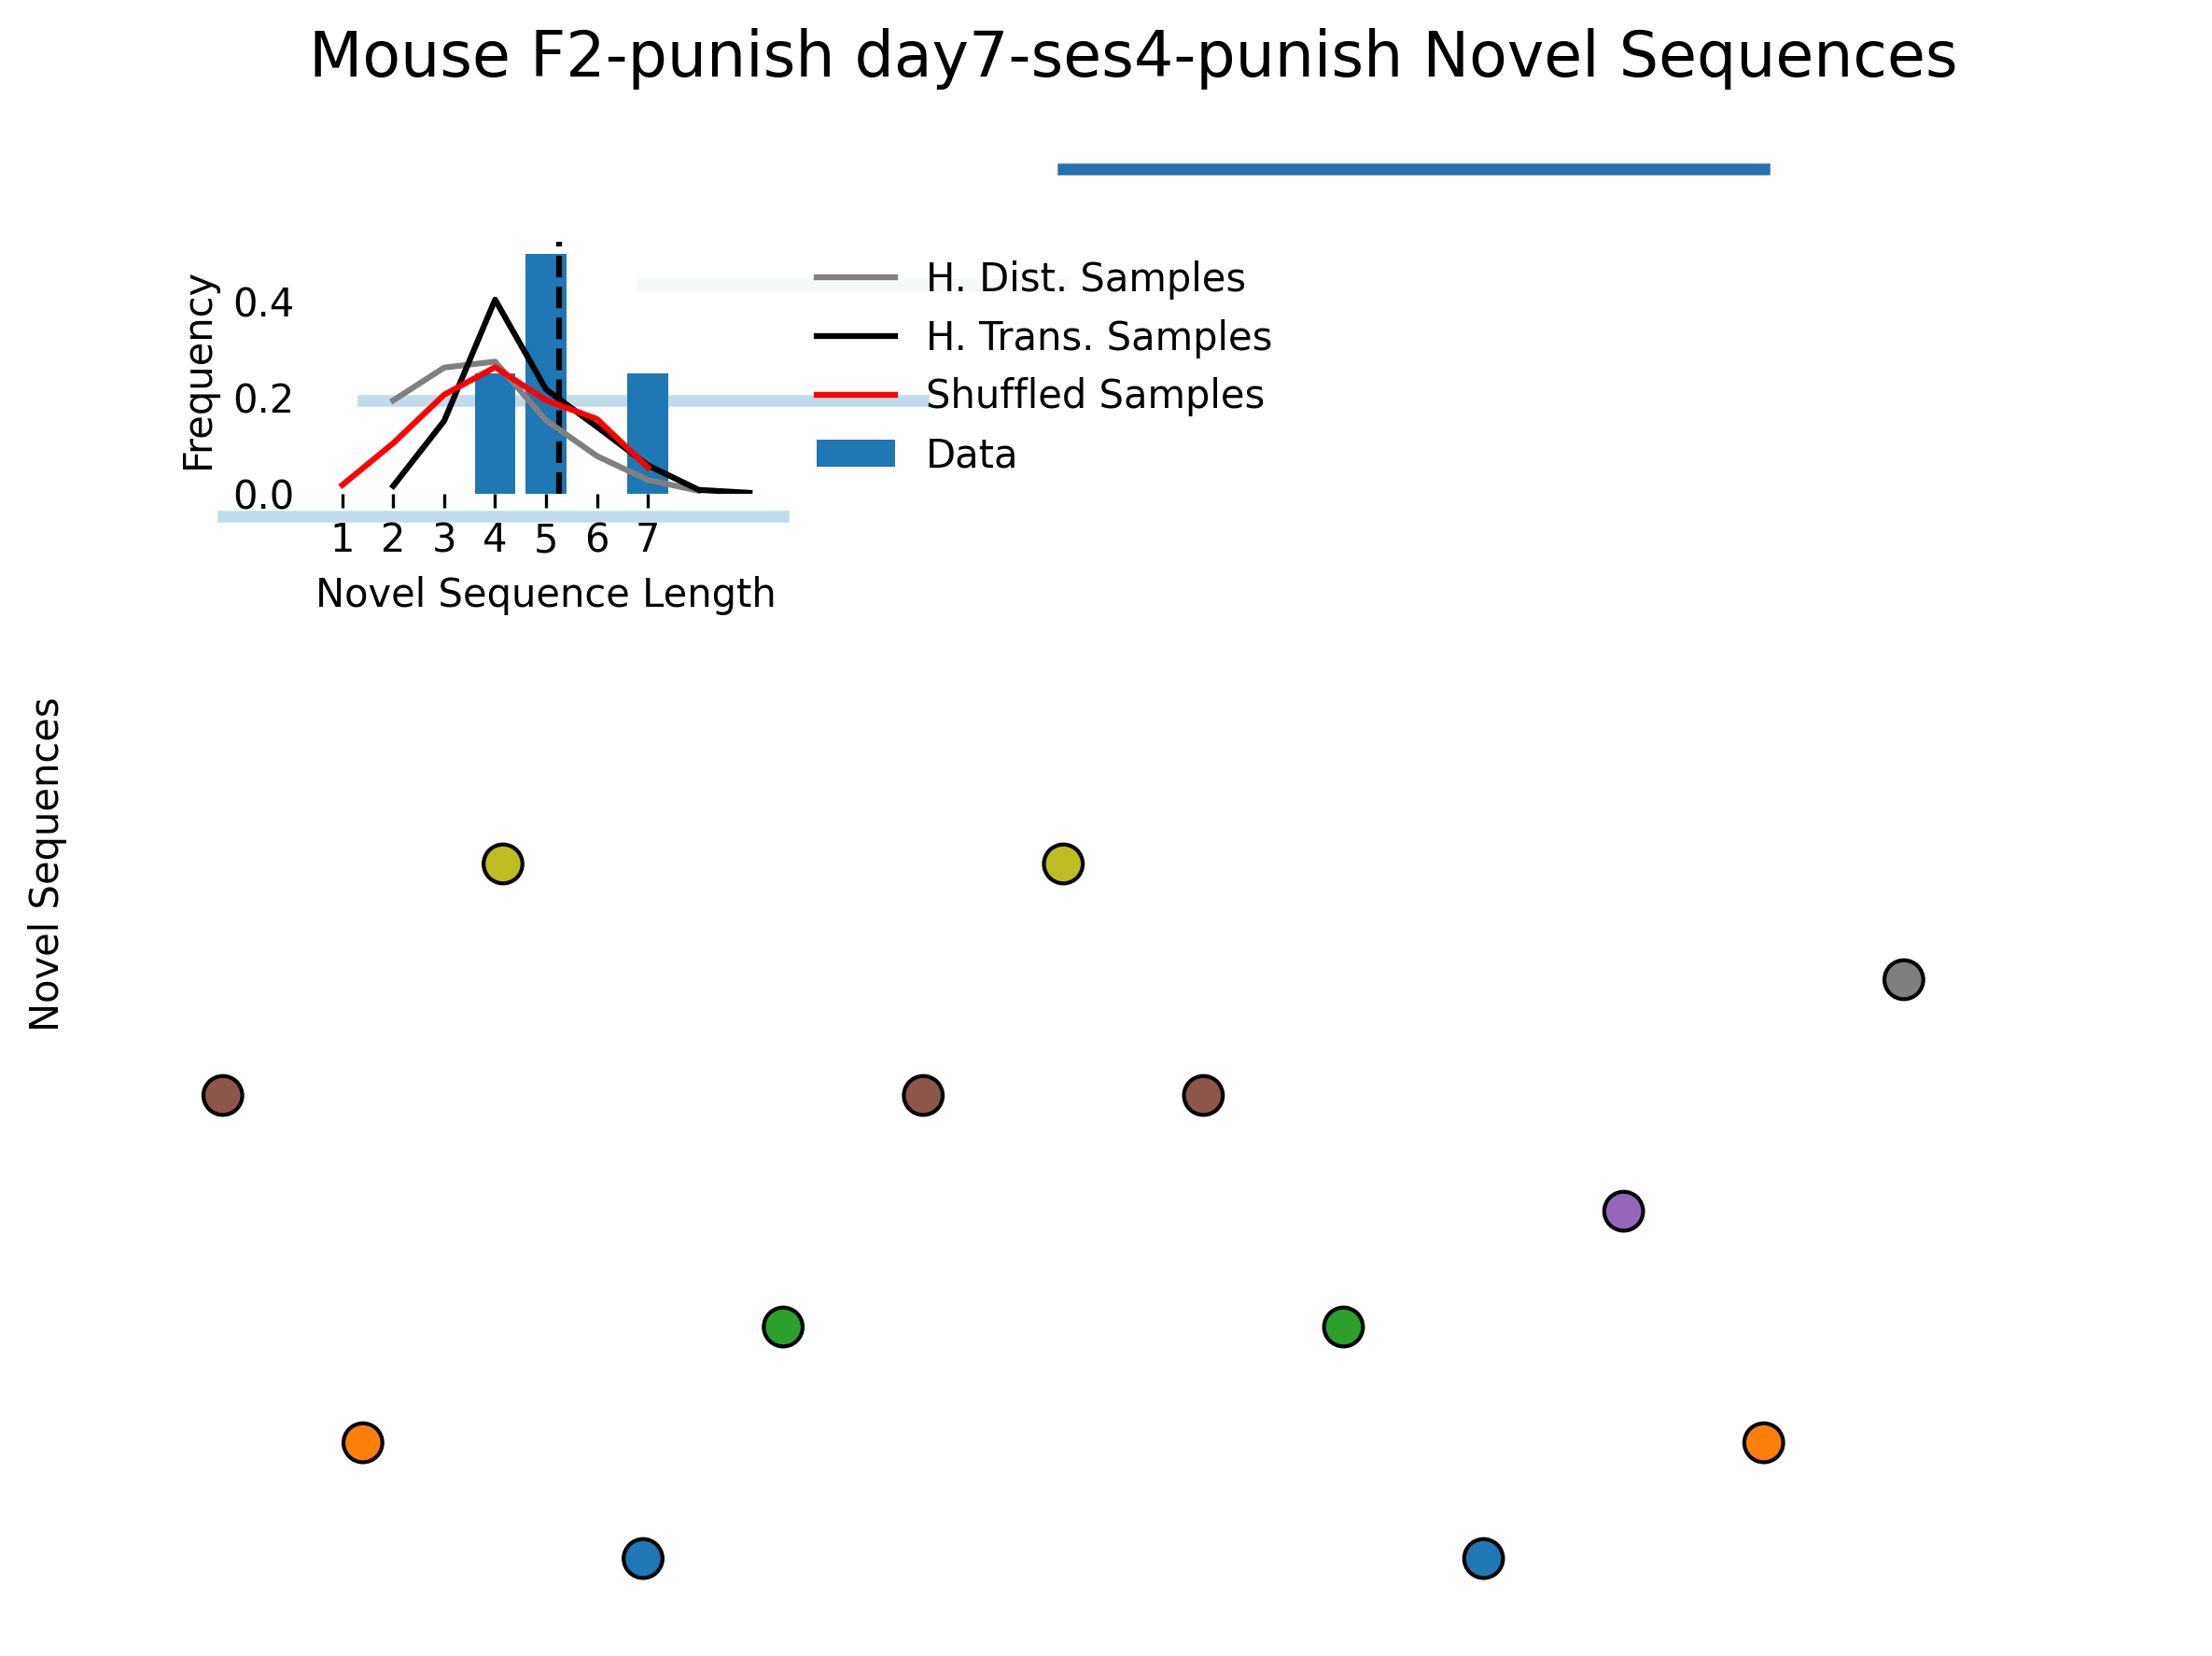 Mouse F2-punish day7-ses4-punish Novel Sequences
Frequency
0.4
0.2
0.0
1 2 3 4 5 6 7
Novel Sequence Length
H. Dist. Samples
H. Trans. Samples
Shuffled Samples
Data
Novel Sequences